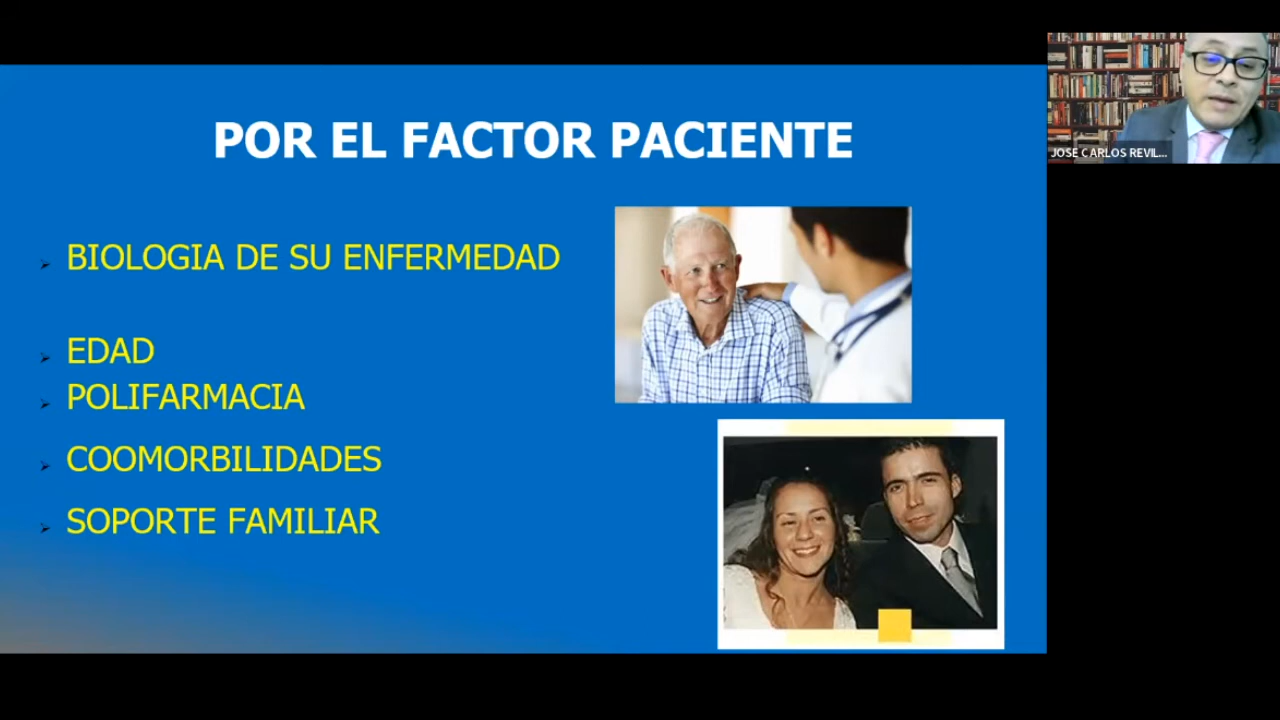 POR EL FACTOR PACIENTE
BIOLOGIA DE SU ENFERMEDAD
EDAD
POLIFARMACIA
COOMORBILIDADES
SOPORTE FAMILIAR
JOSE CARLOS REVIL...